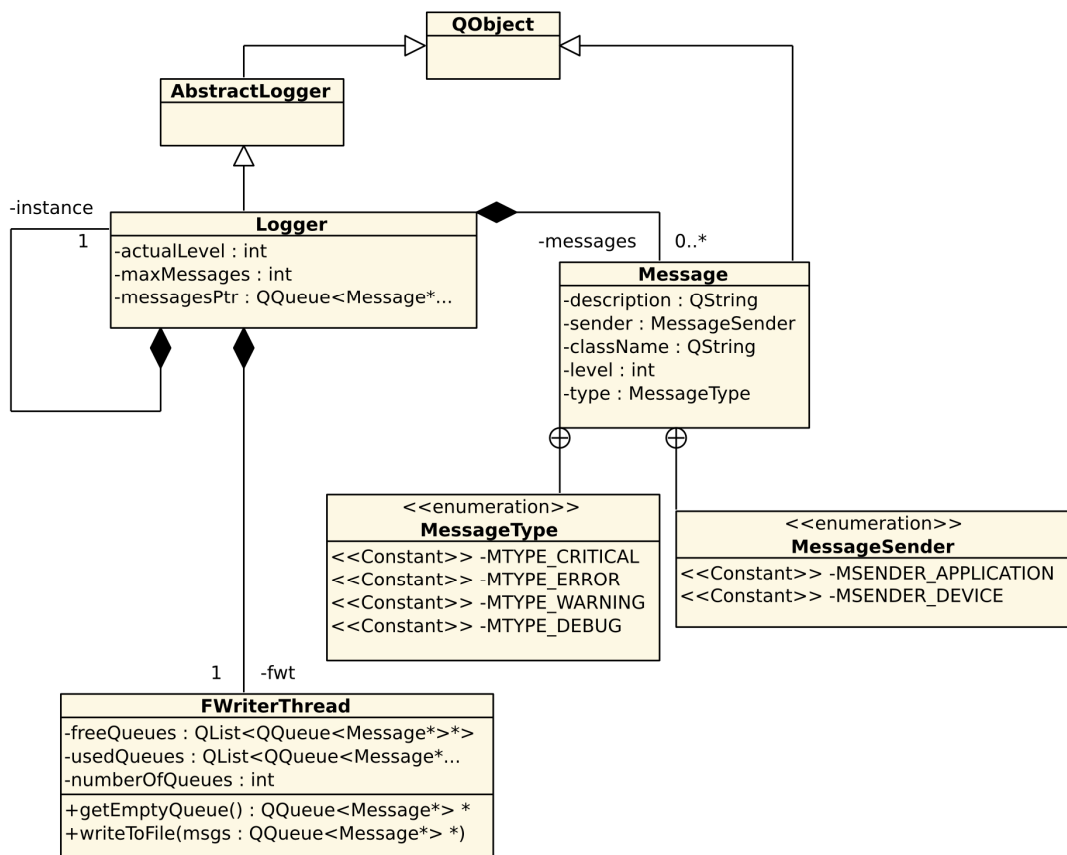 QObject
AbstractLogger
-instance
1
Logger
-actualLevel : int
-maxMessages : int
-messagesPtr : QQueue<Message*...
-messages
0..*
Message
-description : QString
-sender : MessageSender
-className : QString
-level : int
-type : MessageType
<<enumeration>>
MessageType
<<Constant>> -MTYPE_CRITICAL
<<Constant>> -MTYPE_ERROR
<<Constant>> -MTYPE_WARNING
<<Constant>> -MTYPE_DEBUG
<<enumeration>>
MessageSender
<<Constant>> -MSENDER_APPLICATION
<<Constant>> -MSENDER_DEVICE
1
-fwt
FWriterThread
-freeQueues : QList<QQueue<Message*>*>
-usedQueues : QList<QQueue<Message*...
-numberOfQueues : int
+getEmptyQueue() : QQueue<Message*> *
+writeToFile(msgs : QQueue<Message*> *)